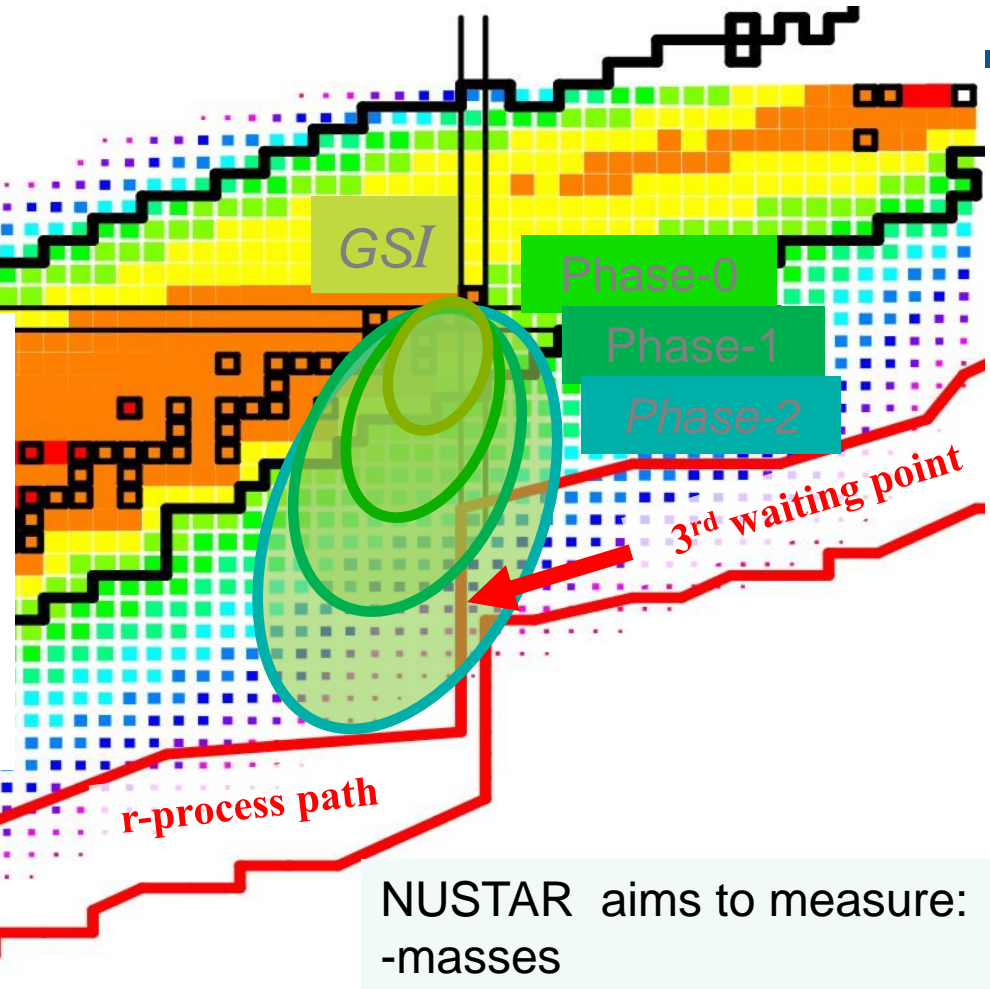 GSI
Phase-0
Phase-1
Phase-2
3rd waiting point
r-process path
NUSTAR aims to measure:
-masses